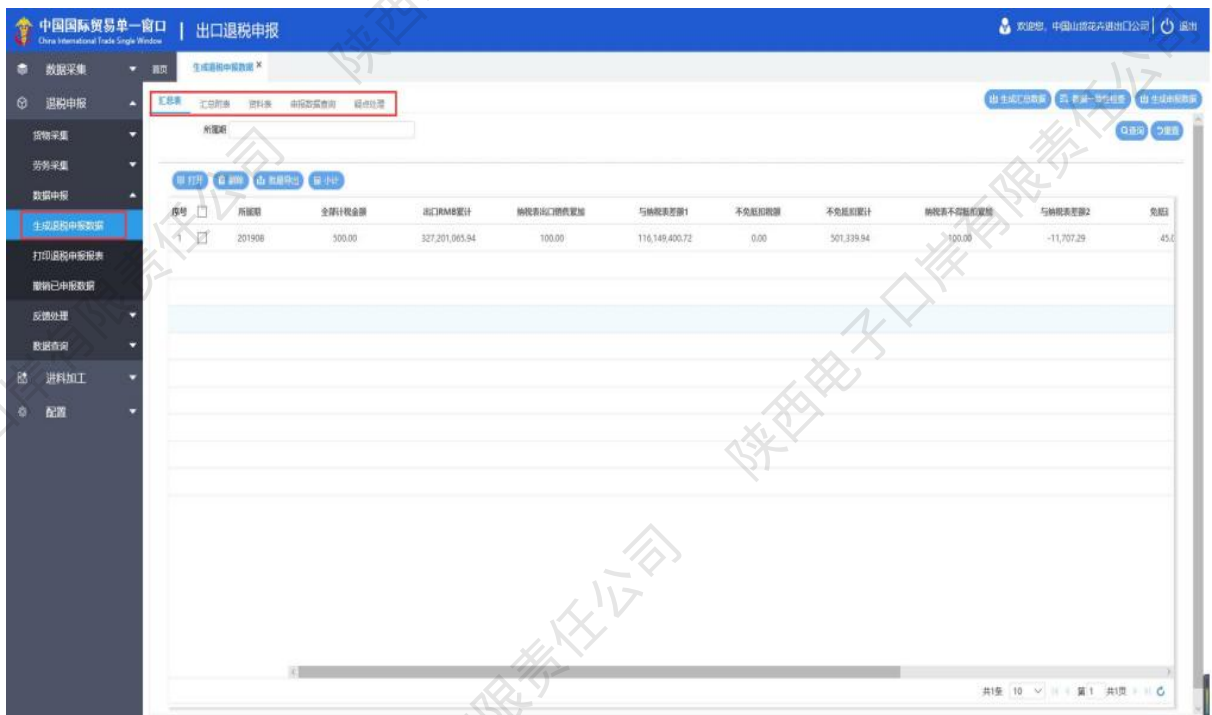 中国国际贸易单一窗口 | 出口退税申报
China International Trade Single Window
欢迎您, 中国山坡花卉进出口公司 | 退出
数据采集
退税申报
货物采集
劳务采集
数据申报
生成退税申报数据
打印退税申报报表
撤销已申报数据
反馈处理
数据查询
进料加工
配置
首页 生成退税申报数据 ×
汇总表 汇总附表 资料表 申报数据查询 疑点处理
生成汇总数据 数据一致性检查 生成申报数据
所属期
查询 重置
打开 删除 批量导出 小计
序号 所属期 全部计税金额 出口RMB累计 纳税表出口销售累加 与纳税表差额1 不免抵扣税额 不免抵扣累计 纳税表不得抵扣累加 与纳税表差额2 免抵
1 201908 500.00 327,201,065.94 100.00 116,149,400.72 0.00 501,339.94 100.00 -11,707.29 45.0
共1条 10 第 1 共1页
陕西电子口岸有限责任公司